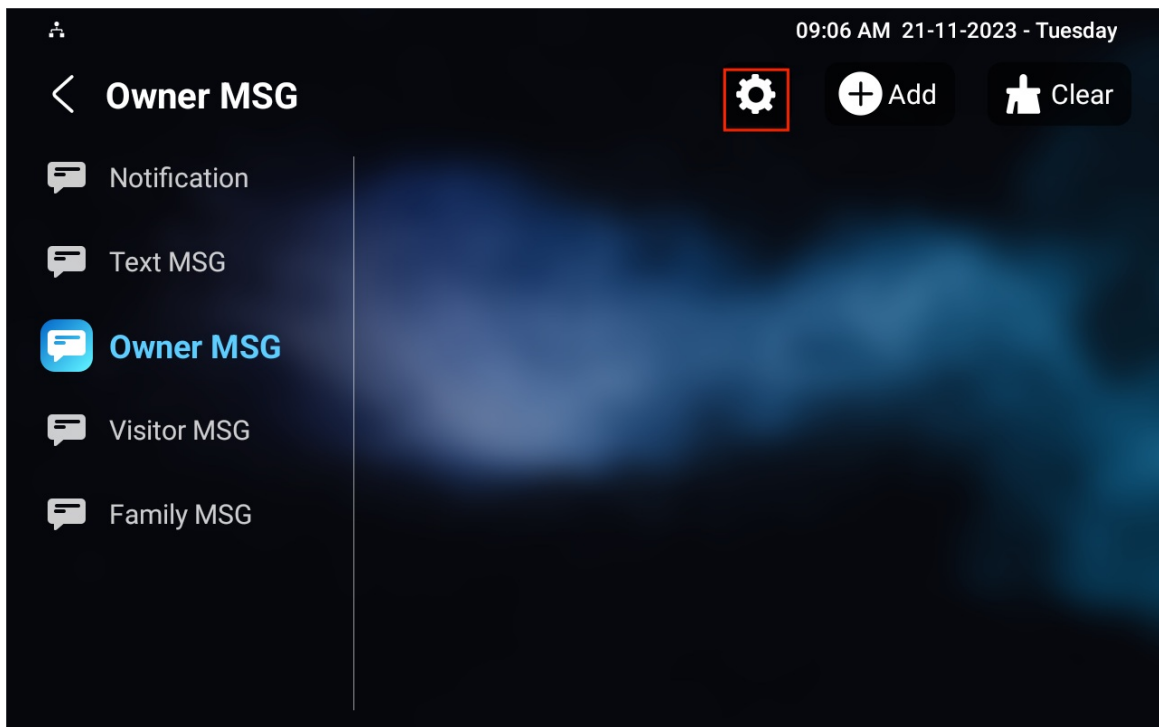 09:06 AM 21-11-2023 - Tuesday
Owner MSG
Add
Clear
Notification
Text MSG
Owner MSG
Visitor MSG
Family MSG